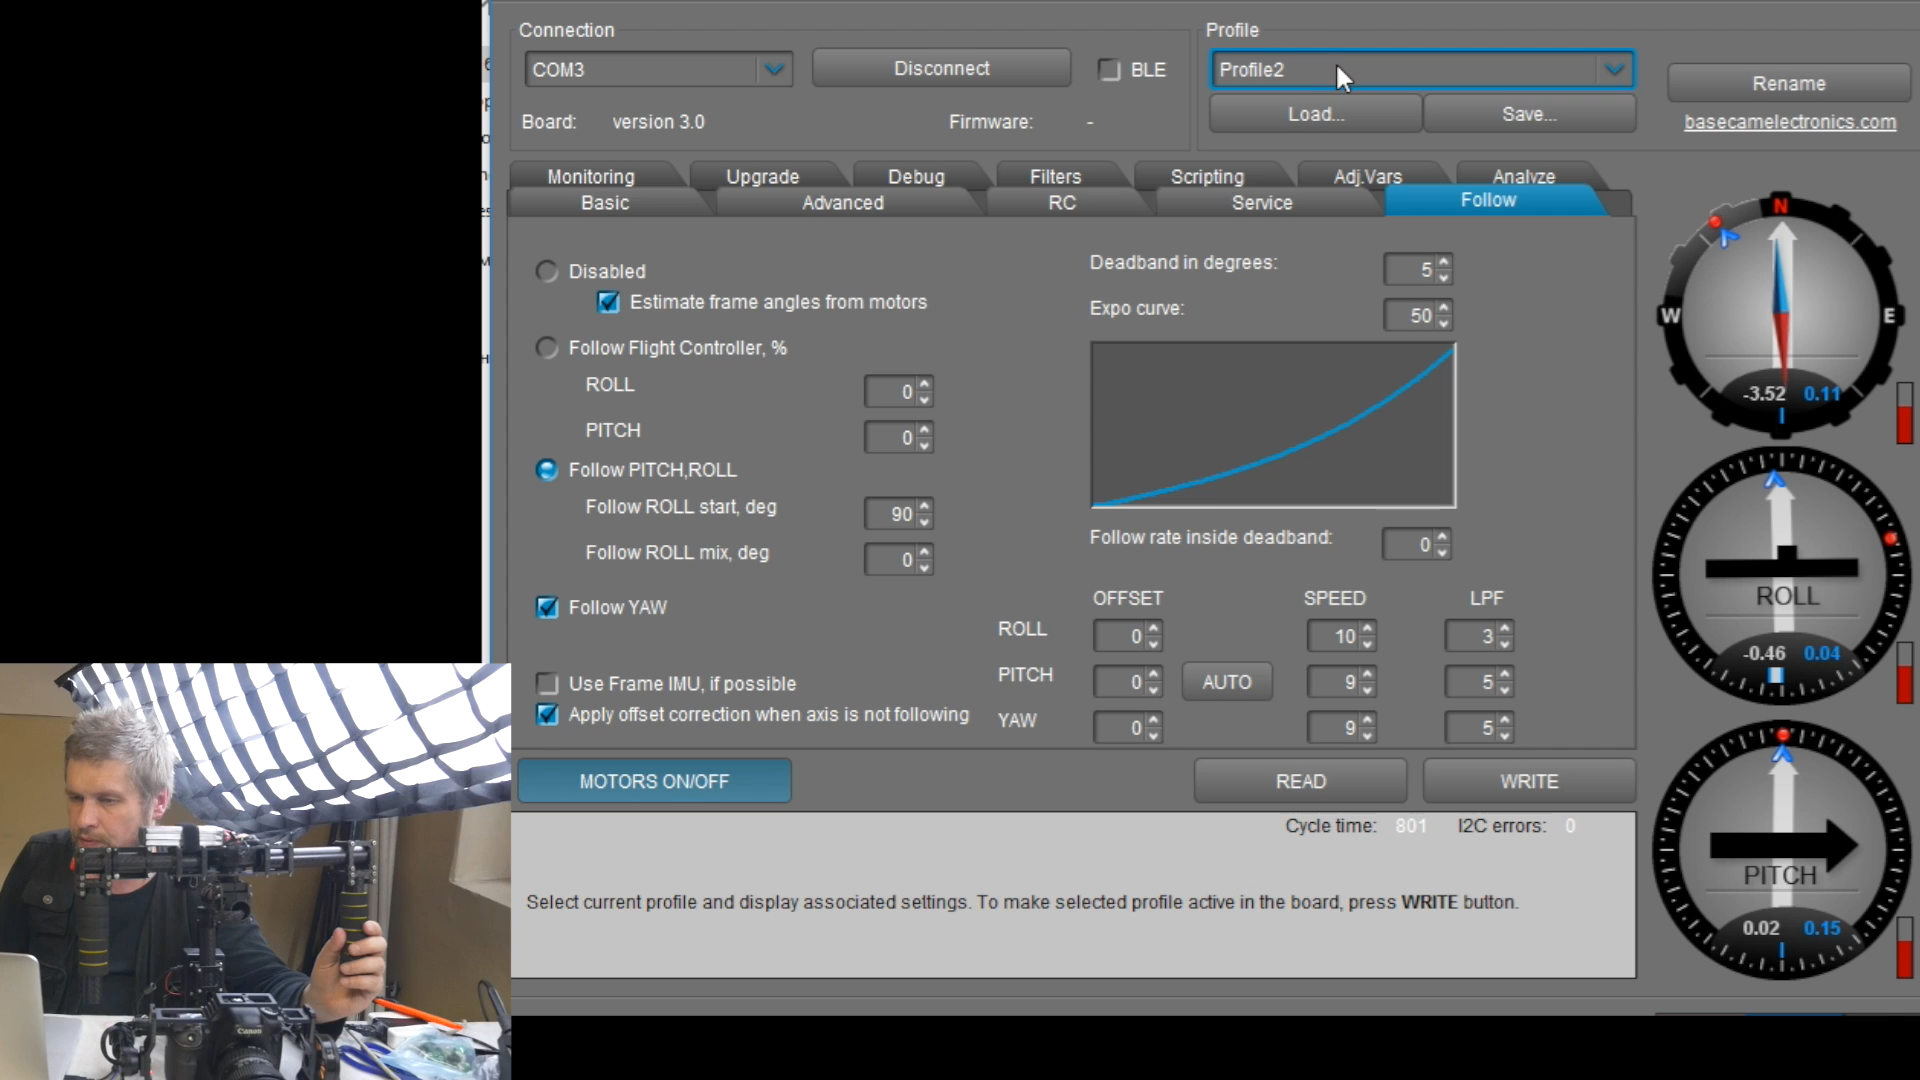 Connection
Profile
COM3
Disconnect
BLE
Profile2
Rename
Load...
Save...
Board: version 3.0
Firmware: -
basecamelectronics.com
Monitoring
Upgrade
Debug
Filters
Scripting
Adj.Vars
Analyze
Basic
Advanced
RC
Service
Follow
Disabled
Estimate frame angles from motors
Follow Flight Controller, %
ROLL 0
PITCH 0
Follow PITCH,ROLL
Follow ROLL start, deg 90
Follow ROLL mix, deg 0
Follow YAW
Use Frame IMU, if possible
Apply offset correction when axis is not following
Deadband in degrees: 5
Expo curve: 50
Follow rate inside deadband: 0
OFFSET SPEED LPF
ROLL 0 10 3
PITCH 0 AUTO 9 5
YAW 0 9 5
N
W
E
-3.52 0.11
ROLL
-0.46 0.04
PITCH
0.02 0.15
MOTORS ON/OFF
READ
WRITE
Cycle time: 801 I2C errors: 0
Select current profile and display associated settings. To make selected profile active in the board, press WRITE button.
Canon